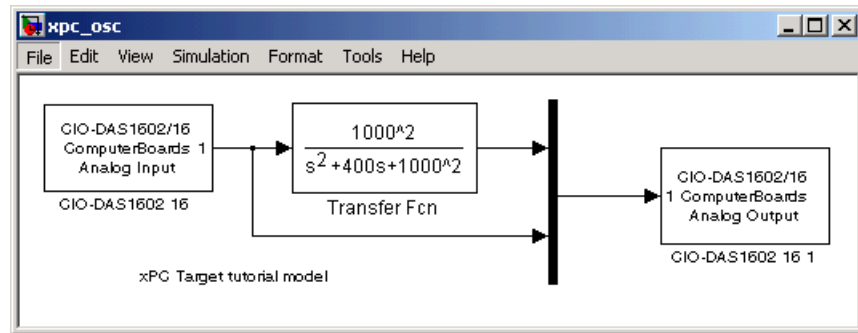 xpc_osc
File Edit View Simulation Format Tools Help
CIO-DAS1602/16
ComputerBoards 1
Analog Input
CIO-DAS1602 16
1000^2
s2+400s+1000^2
Transfer Fcn
CIO-DAS1602/16
1 ComputerBoards
Analog Output
CIO-DAS1602 16 1
xPC Target tutorial model